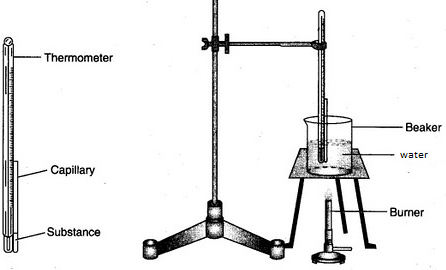 Thermometer
Capillary
Substance
Beaker
water
Burner